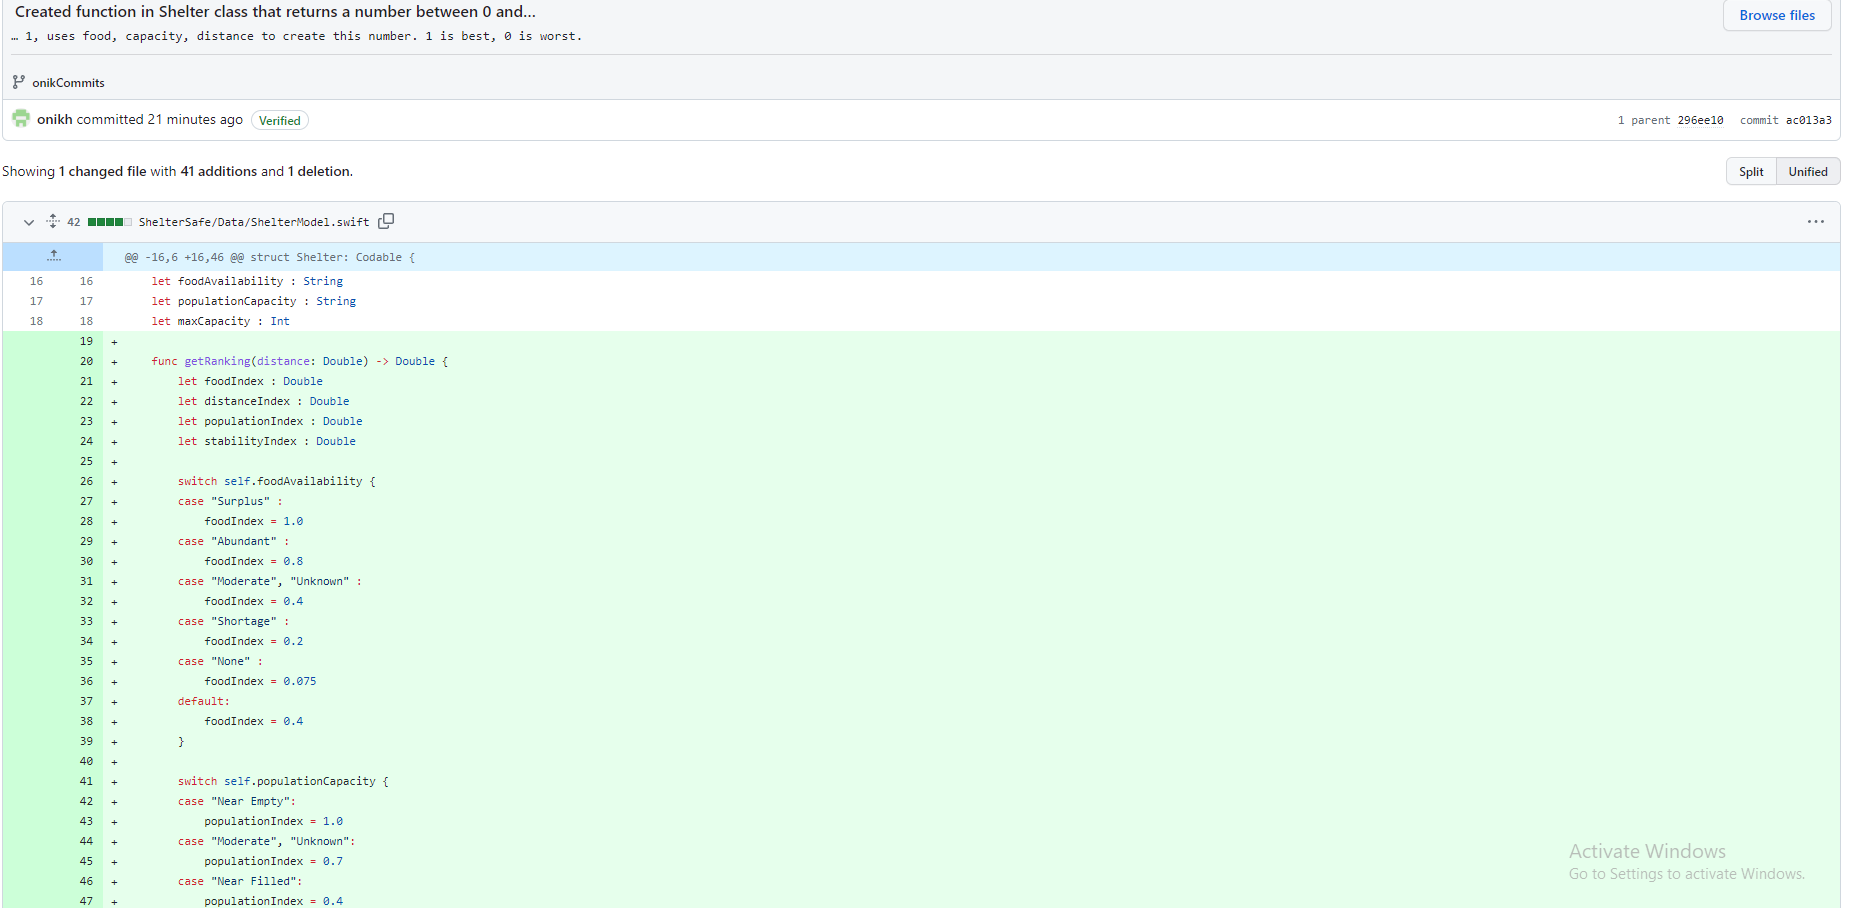 Created function in Shelter class that returns a number between 0 and...
Browse files
… 1, uses food, capacity, distance to create this number. 1 is best, 0 is worst.
onikCommits
onikh committed 21 minutes ago Verified
1 parent 296ee10 commit ac013a3
Showing 1 changed file with 41 additions and 1 deletion.
Split Unified
42 ShelterSafe/Data/ShelterModel.swift
@@ -16,6 +16,46 @@ struct Shelter: Codable {
16 16 let foodAvailability : String
17 17 let populationCapacity : String
18 18 let maxCapacity : Int
19 +
20 + func getRanking(distance: Double) -> Double {
21 + let foodIndex : Double
22 + let distanceIndex : Double
23 + let populationIndex : Double
24 + let stabilityIndex : Double
25 +
26 + switch self.foodAvailability {
27 + case "Surplus" :
28 + foodIndex = 1.0
29 + case "Abundant" :
30 + foodIndex = 0.8
31 + case "Moderate", "Unknown" :
32 + foodIndex = 0.4
33 + case "Shortage" :
34 + foodIndex = 0.2
35 + case "None" :
36 + foodIndex = 0.075
37 + default:
38 + foodIndex = 0.4
39 + }
40 +
41 + switch self.populationCapacity {
42 + case "Near Empty":
43 + populationIndex = 1.0
44 + case "Moderate", "Unknown":
45 + populationIndex = 0.7
46 + case "Near Filled":
47 + populationIndex = 0.4
Activate Windows
Go to Settings to activate Windows.